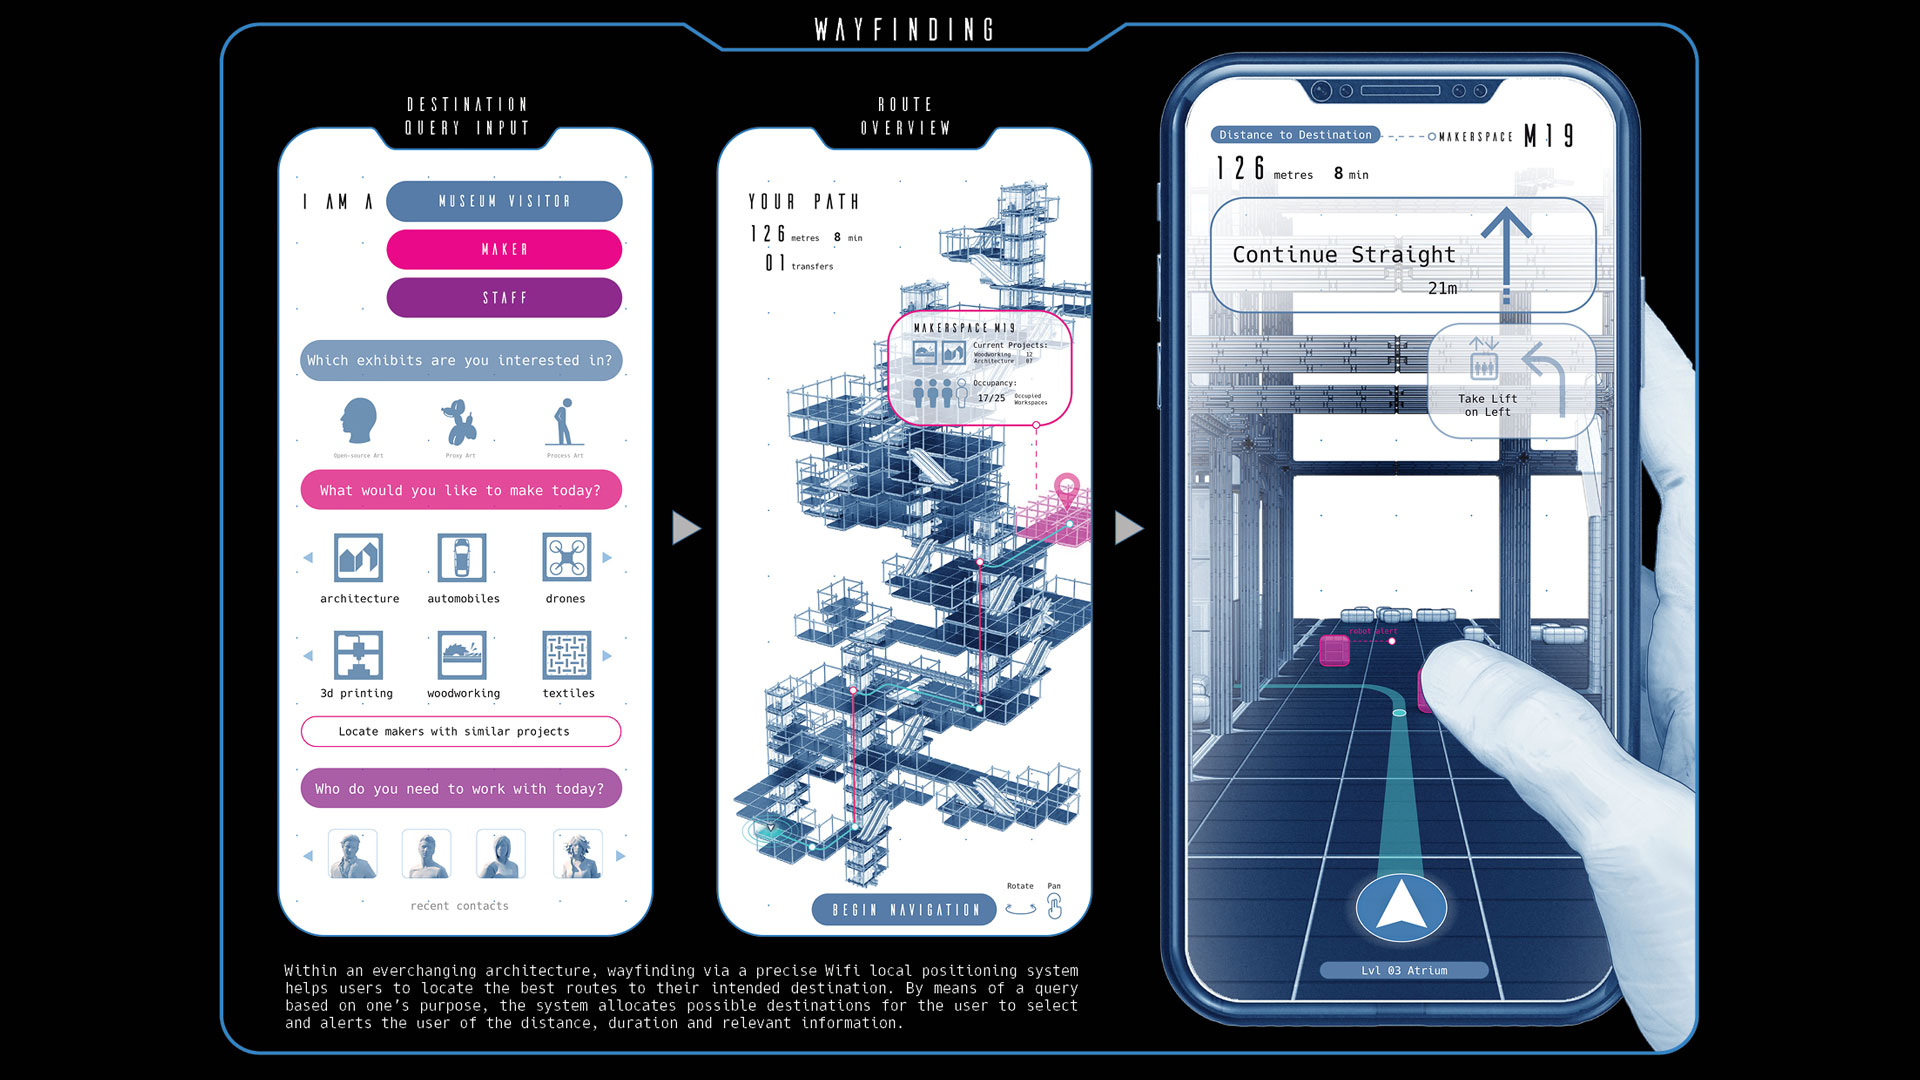 WAYFINDING
DESTINATION
QUERY INPUT
I AM A
MUSEUM VISITOR
MAKER
STAFF
Which exhibits are you interested in?
Open-source Art
Proxy Art
Process Art
What would you like to make today?
architecture
automobiles
drones
3d printing
woodworking
textiles
Locate makers with similar projects
Who do you need to work with today?
recent contacts
ROUTE
OVERVIEW
YOUR PATH
126 metres 8 min
01 transfers
MAKERSPACE M19
Current Projects:
Woodworking 12
Architecture 07
Occupancy:
17/25
Occupied
Workspaces
BEGIN NAVIGATION
Rotate
Pan
Distance to Destination
MAKERSPACE M19
126 metres 8 min
Continue Straight
21m
Take Lift
on Left
robot alert
Lvl 03 Atrium
Within an everchanging architecture, wayfinding via a precise Wifi local positioning system
helps users to locate the best routes to their intended destination. By means of a query
based on one's purpose, the system allocates possible destinations for the user to select
and alerts the user of the distance, duration and relevant information.